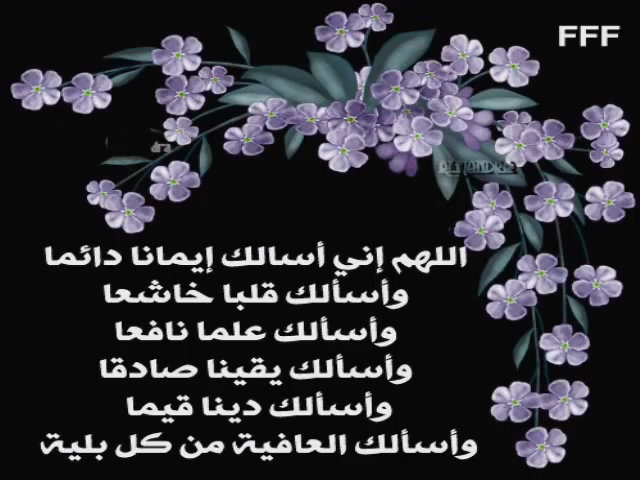 FFF
اللهم إني أسالك إيمانا دائما
وأسألك قلبا خاشعا
وأسألك علما نافعا
وأسألك يقينا صادقا
وأسألك دينا قيما
وأسألك العافية من كل بلية